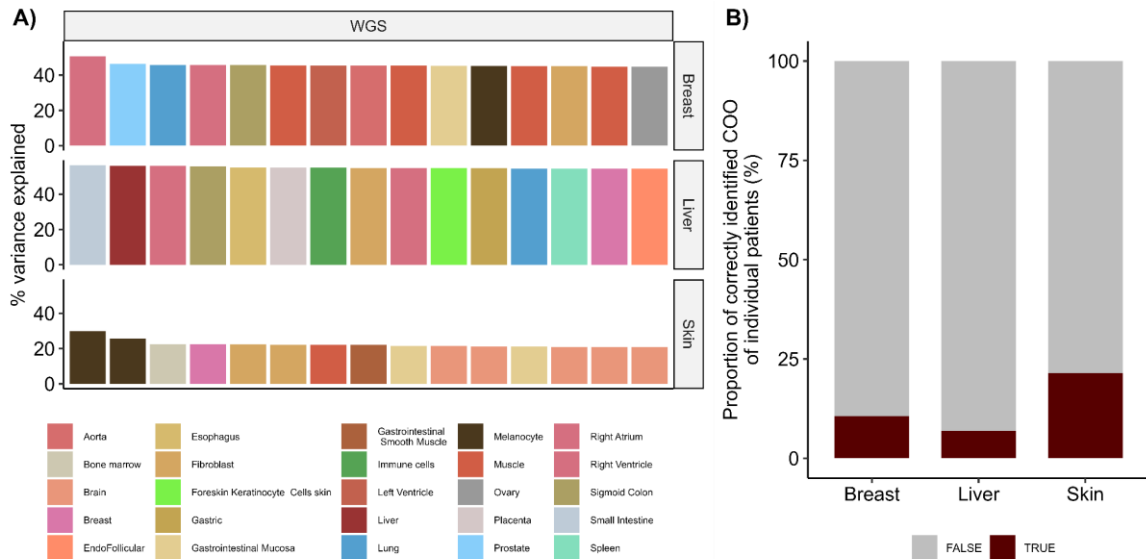 A)
WGS
% variance explained
40
20
0
Breast
40
20
0
Liver
40
20
0
Skin
Aorta
Bone marrow
Brain
Breast
EndoFollicular
Esophagus
Fibroblast
Foreskin Keratinocyte Cells skin
Gastric
Gastrointestinal Mucosa
Gastrointestinal
Smooth Muscle
Immune cells
Left Ventricle
Liver
Lung
Melanocyte
Muscle
Ovary
Placenta
Prostate
Right Atrium
Right Ventricle
Sigmoid Colon
Small Intestine
Spleen
B)
Proportion of correctly identified COO
of individual patients (%)
100
75
50
25
0
Breast
Liver
Skin
FALSE
TRUE